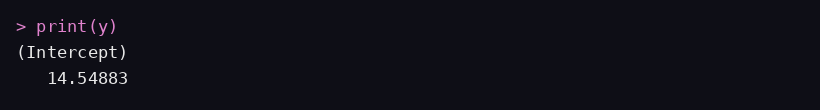 > print(y)
(Intercept)
   14.54883